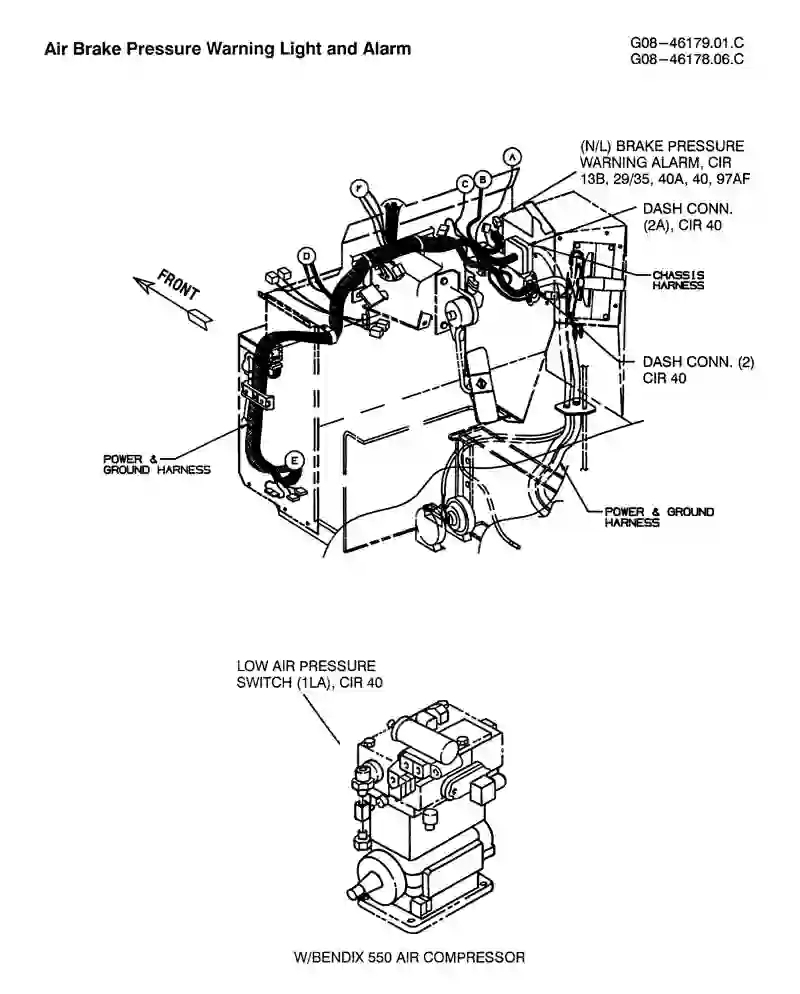 Air Brake Pressure Warning Light and Alarm
G08-46179.01.C
G08-46178.06.C
(N/L) BRAKE PRESSURE
WARNING ALARM, CIR
13B, 29/35, 40A, 40, 97AF
A
B
C
F
DASH CONN.
(2A), CIR 40
D
CHASSIS
HARNESS
FRONT
DASH CONN. (2)
CIR 40
POWER &
GROUND HARNESS
E
POWER & GROUND
HARNESS
LOW AIR PRESSURE
SWITCH (1LA), CIR 40
W/BENDIX 550 AIR COMPRESSOR